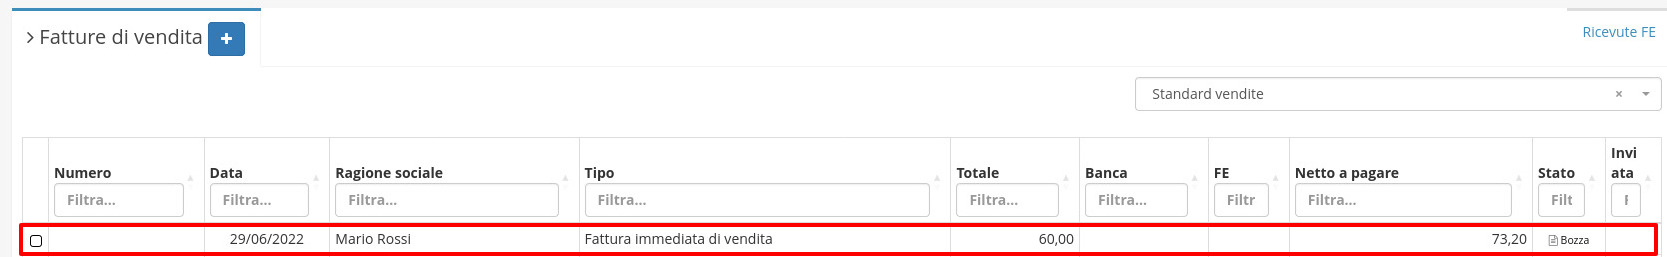 Fatture di vendita +
Ricevute FE
Standard vendite ×
Numero Data Ragione sociale Tipo Totale Banca FE Netto a pagare Stato Invi
ata
Filtra... Filtra... Filtra... Filtra... Filtra... Filtra... Filtr Filtra... Filt
29/06/2022 Mario Rossi Fattura immediata di vendita 60,00 73,20 Bozza